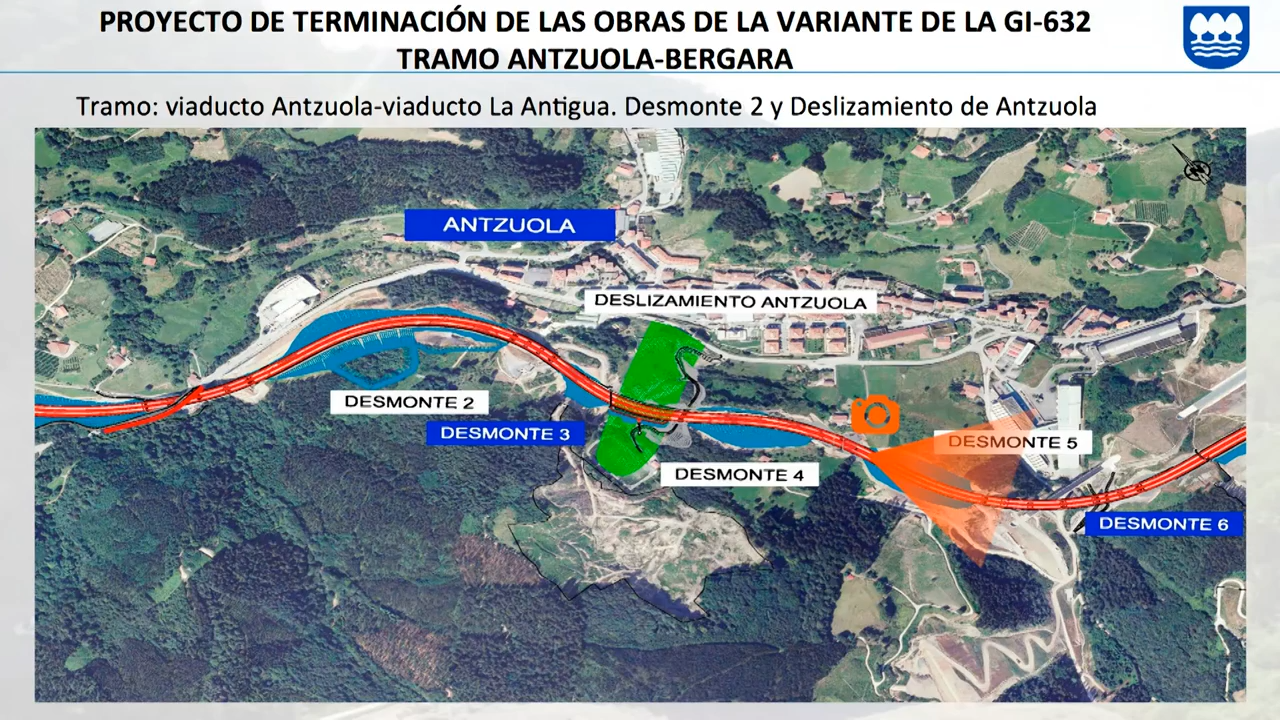 PROYECTO DE TERMINACIÓN DE LAS OBRAS DE LA VARIANTE DE LA GI-632
TRAMO ANTZUOLA-BERGARA
Tramo: viaducto Antzuola-viaducto La Antigua. Desmonte 2 y Deslizamiento de Antzuola
ANTZUOLA
DESLIZAMIENTO ANTZUOLA
DESMONTE 2
DESMONTE 3
DESMONTE 5
DESMONTE 4
DESMONTE 6